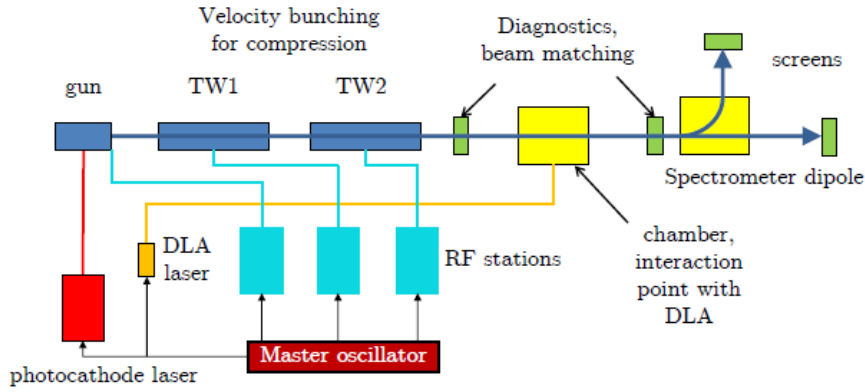 Velocity bunching
for compression
Diagnostics,
beam matching
screens
gun
TW1
TW2
Spectrometer dipole
DLA
laser
RF stations
chamber,
interaction
point with
DLA
Master oscillator
photocathode laser